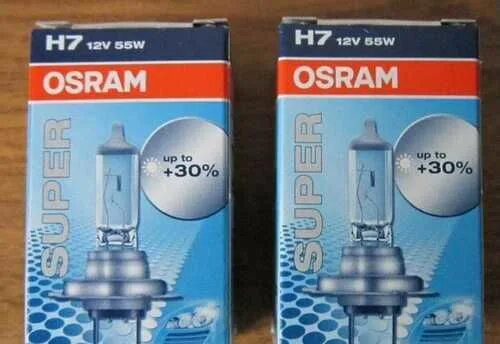 H7 12V 55W
OSRAM
SUPER
up to
+30%
H7 12V 55W
OSRAM
SUPER
up to
+30%